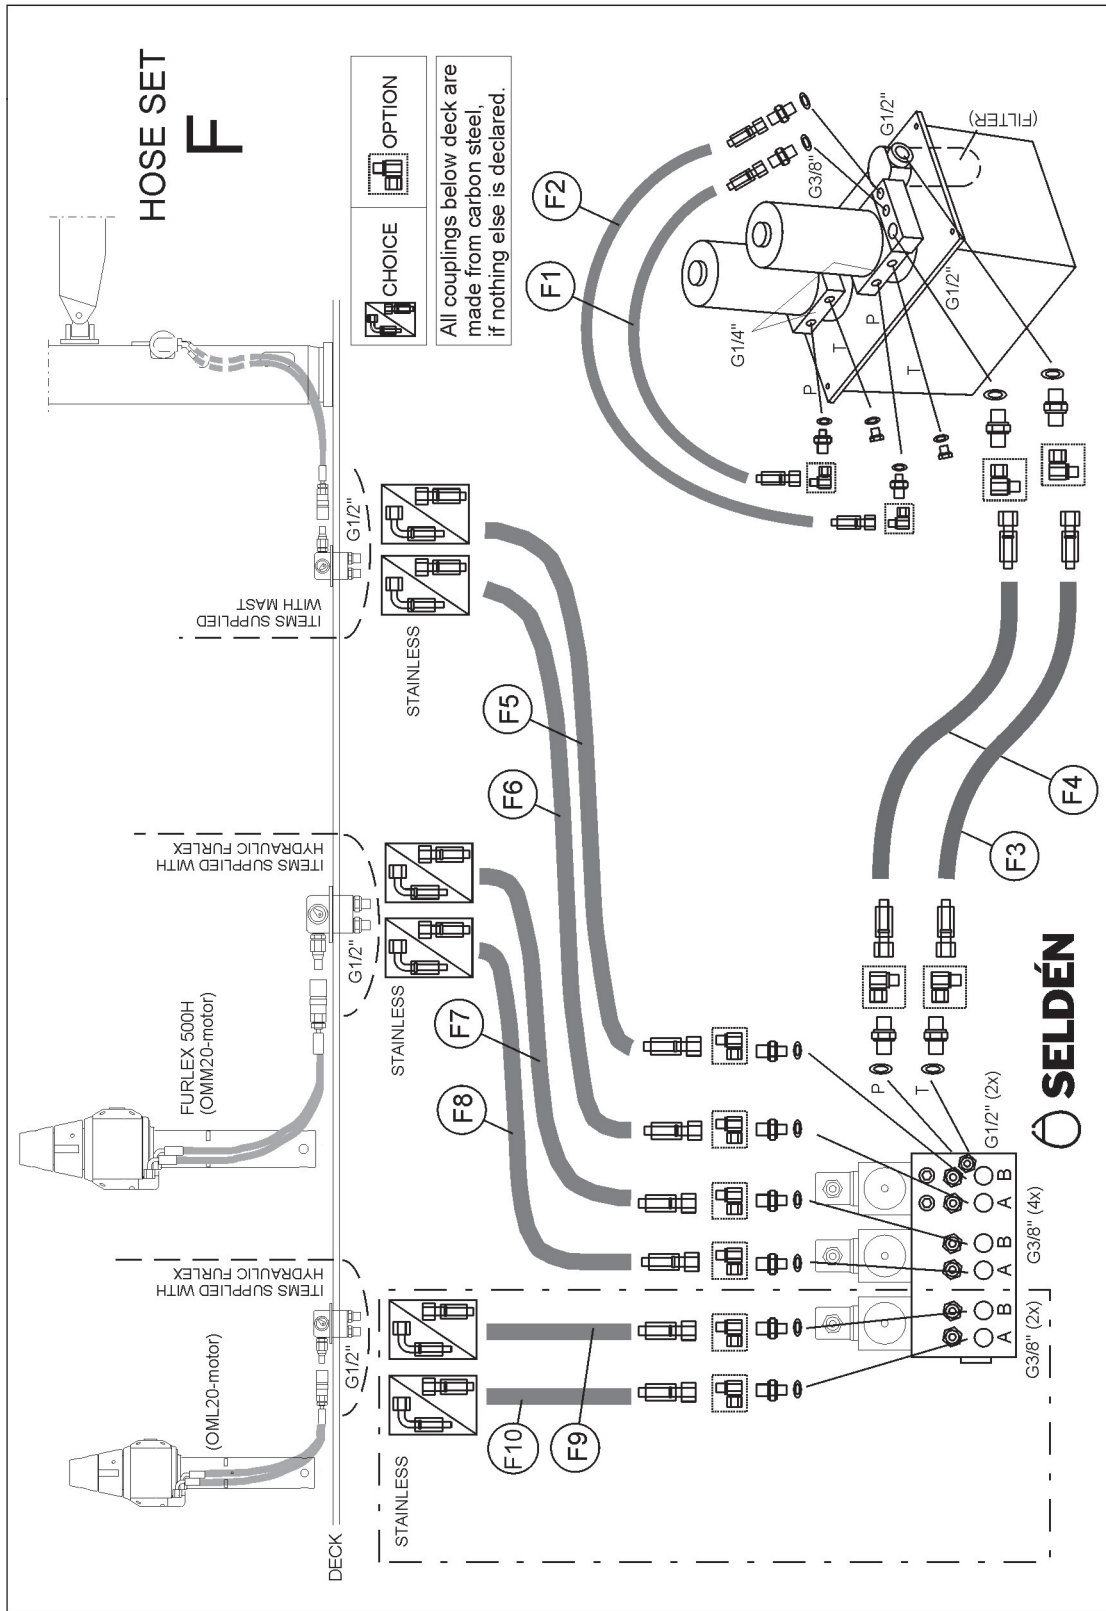 HOSE SET
F
CHOICE
OPTION
All couplings below deck are
made from carbon steel,
if nothing else is declared.
(OML20-motor)
FURLEX 500H
(OMM20-motor)
ITEMS SUPPLIED WITH
HYDRAULIC FURLEX
ITEMS SUPPLIED WITH
HYDRAULIC FURLEX
ITEMS SUPPLIED
WITH MAST
DECK
G1/2"
G1/2"
G1/2"
STAINLESS
STAINLESS
STAINLESS
F10
F9
F8
F7
F6
F5
F2
F1
G3/8"
G1/2"
(FILTER)
G1/4"
G1/2"
P
T
P
T
F4
F3
P
T
G1/2" (2x)
A
B
A
B
A
B
G3/8" (2x)
G3/8" (4x)
SELDÉN